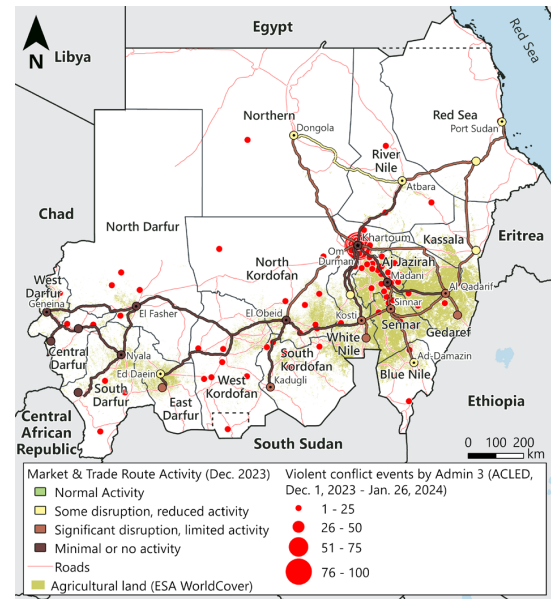 Egypt
Libya
Red Sea
N
Northern
Red Sea
Dongola
Port Sudan
River
Nile
Atbara
Chad
North Darfur
Khartoum
Kassala
Eritrea
Om
Durman
Aj Jazirah
North
Kordofan
Madani
West
Darfur
Geneina
El Fasher
El Obeid
Kosti
Sinnar
Al Qadarif
Sennar
Gedaref
White
Nile
Central
Darfur
Nyala
Ed Daein
South
Kordofan
Ad-Damazin
Blue Nile
South
Darfur
East
Darfur
West
Kordofan
Kadugli
Central
African
Republic
South Sudan
Ethiopia
0 100 200
km
Market & Trade Route Activity (Dec. 2023)
Normal Activity
Some disruption, reduced activity
Significant disruption, limited activity
Minimal or no activity
Roads
Agricultural land (ESA WorldCover)
Violent conflict events by Admin 3 (ACLED,
Dec. 1, 2023 - Jan. 26, 2024)
1 - 25
26 - 50
51 - 75
76 - 100